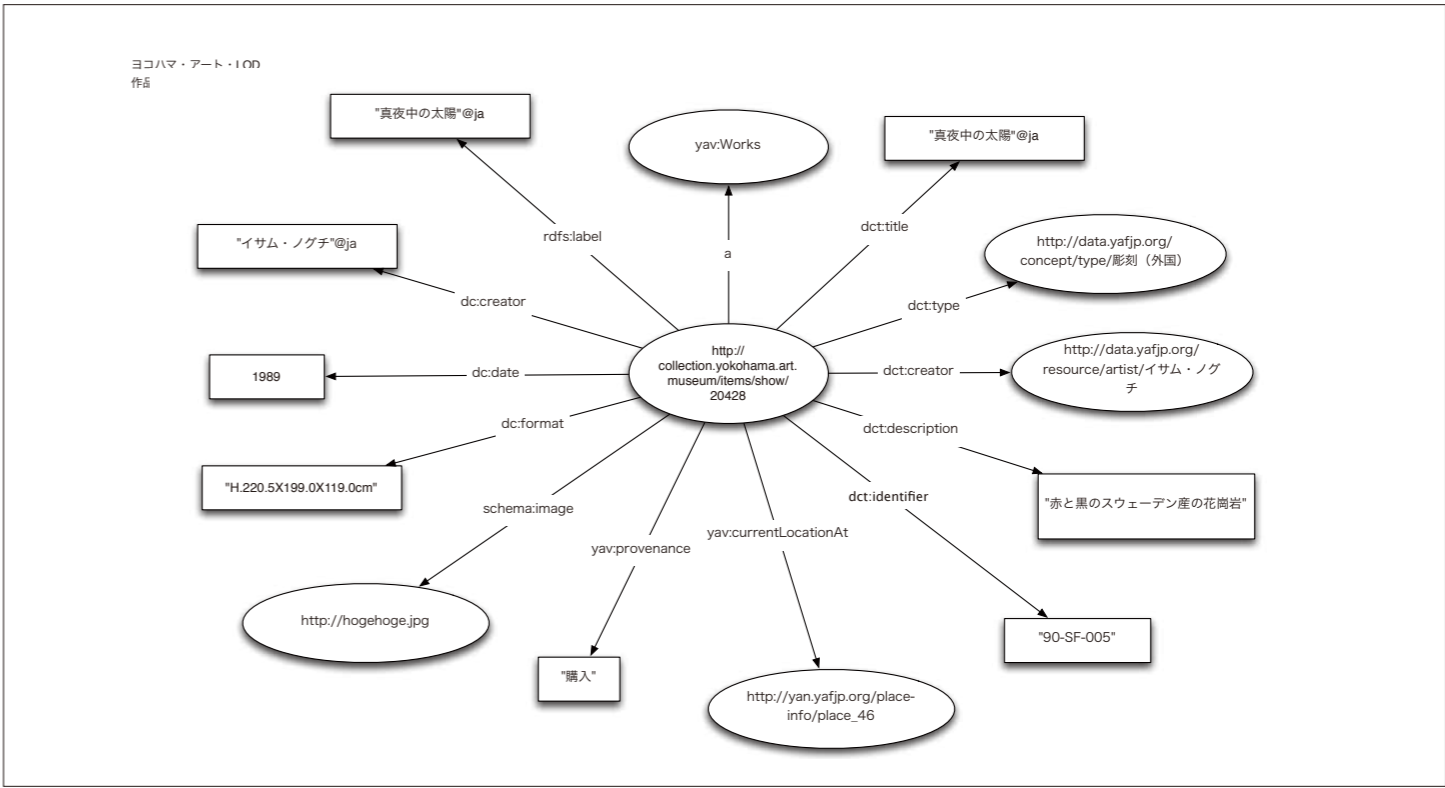 ヨコハマ・アート・LOD
作品
"真夜中の太陽"@ja
yav:Works
"真夜中の太陽"@ja
rdfs:label
a
dct:title
"イサム・ノグチ"@ja
http://data.yafjp.org/
concept/type/彫刻（外国）
dc:creator
dct:type
http://
collection.yokohama.art.
museum/items/show/
20428
1989
dc:date
dct:creator
http://data.yafjp.org/
resource/artist/イサム・ノグ
チ
dc:format
dct:description
"H.220.5X199.0X119.0cm"
schema:image
dct:identifier
"赤と黒のスウェーデン産の花崗岩"
yav:provenance
yav:currentLocationAt
http://hogehoge.jpg
"購入"
"90-SF-005"
http://yan.yafjp.org/place-
info/place_46